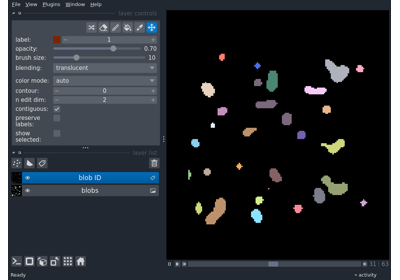 File View Plugins Window Help
layer controls
label: 1
opacity: 0.70
brush size: 10
blending: translucent
color mode: auto
contour: 0
n edit dim: 2
contiguous:
preserve
labels:
show
selected:
layer list
blob ID
blobs
Ready
31 | 63
activity